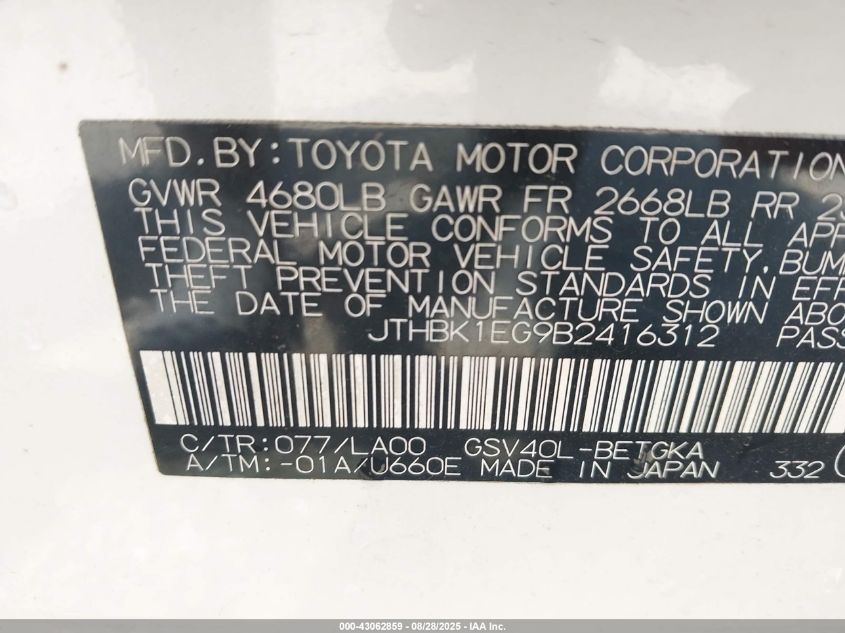 MFD.BY:TOYOTA MOTOR CORPORATION
GVWR 4680LB GAWR FR 2668LB RR
THIS VEHICLE CONFORMS TO ALL
FEDERAL MOTOR VEHICLE SAFETY,
THEFT PREVENTION STANDARDS IN
THE DATE OF MANUFACTURE SHOWN
JTHBK1EG9B2416312
C/TR:077/LA00 GSV40L-BETGKA
A/TM:-01A/U660E MADE IN JAPAN 332
000-43062859 - 08/28/2025 - IAA Inc.